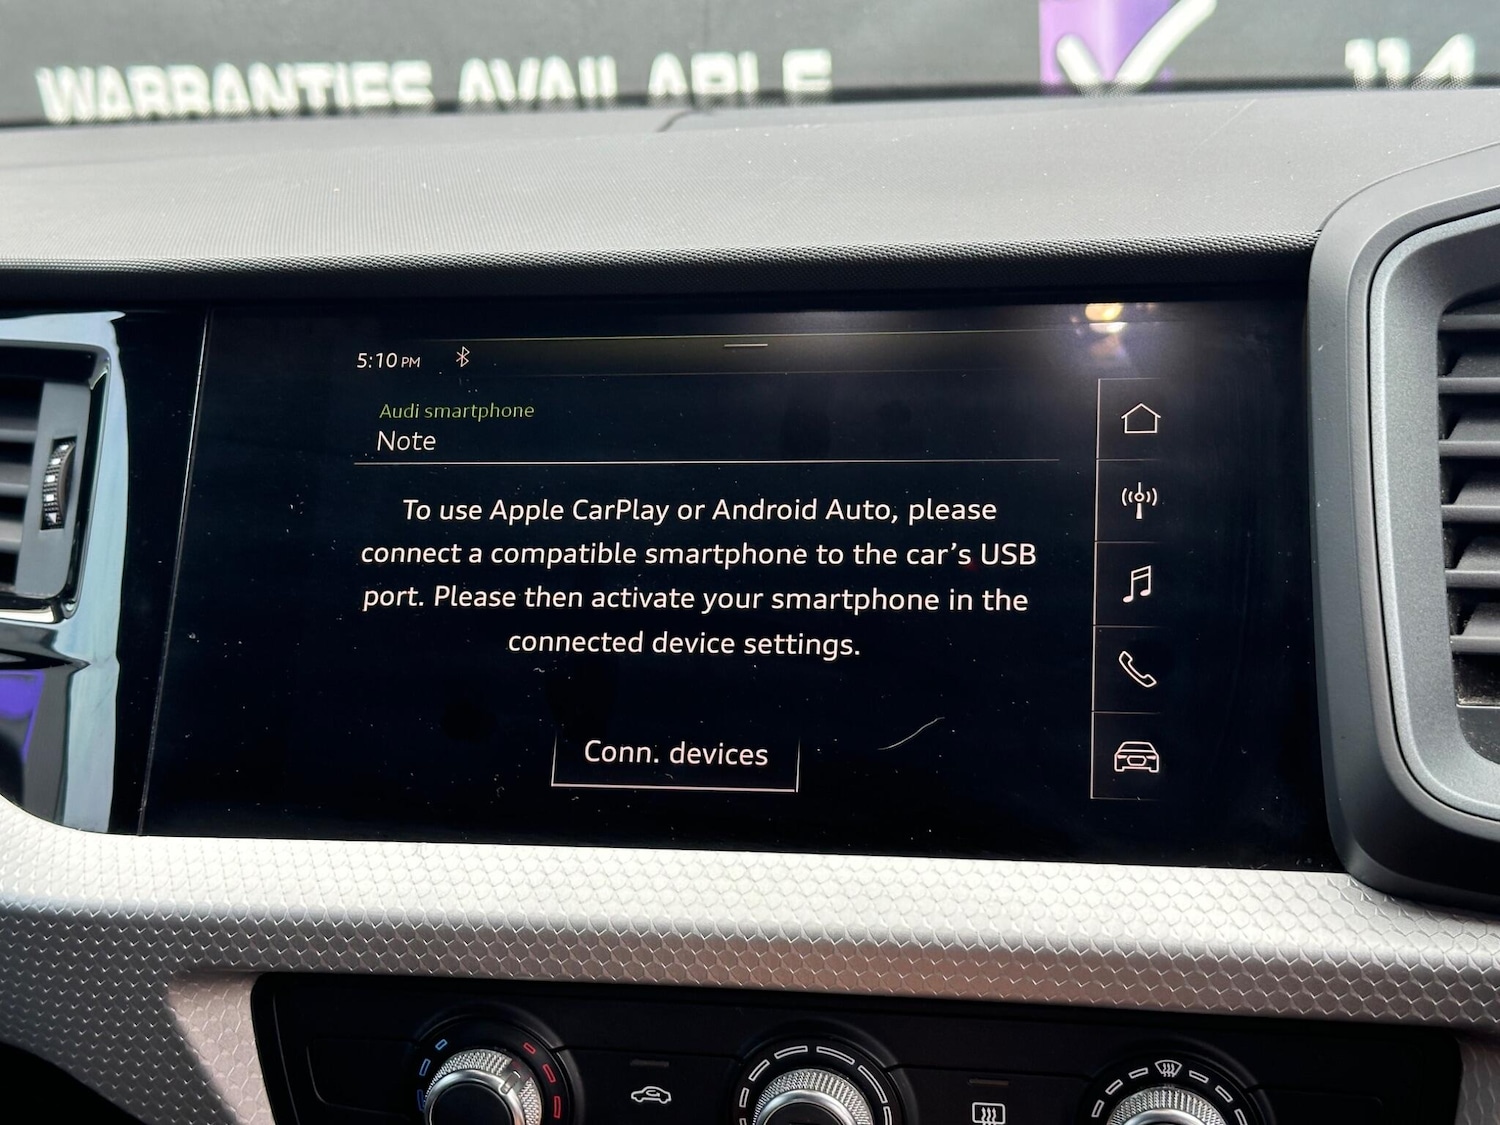 WARRANTIES AVAILABLE
114
5:10 PM
Audi smartphone
Note
To use Apple CarPlay or Android Auto, please
connect a compatible smartphone to the car's USB
port. Please then activate your smartphone in the
connected device settings.
Conn. devices